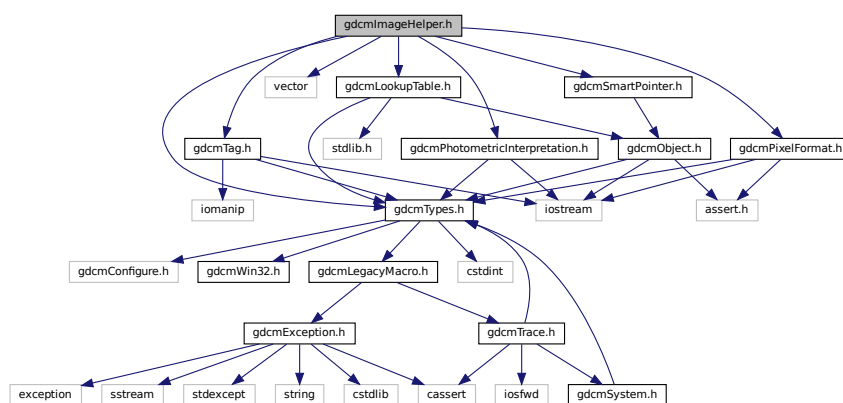 gdcmImageHelper.h
vector
gdcmLookupTable.h
gdcmSmartPointer.h
gdcmTag.h
stdlib.h
gdcmPhotometricInterpretation.h
gdcmObject.h
gdcmPixelFormat.h
iomanip
gdcmTypes.h
iostream
assert.h
gdcmConfigure.h
gdcmWin32.h
gdcmLegacyMacro.h
cstdint
gdcmException.h
gdcmTrace.h
exception
sstream
stdexcept
string
cstdlib
cassert
iosfwd
gdcmSystem.h